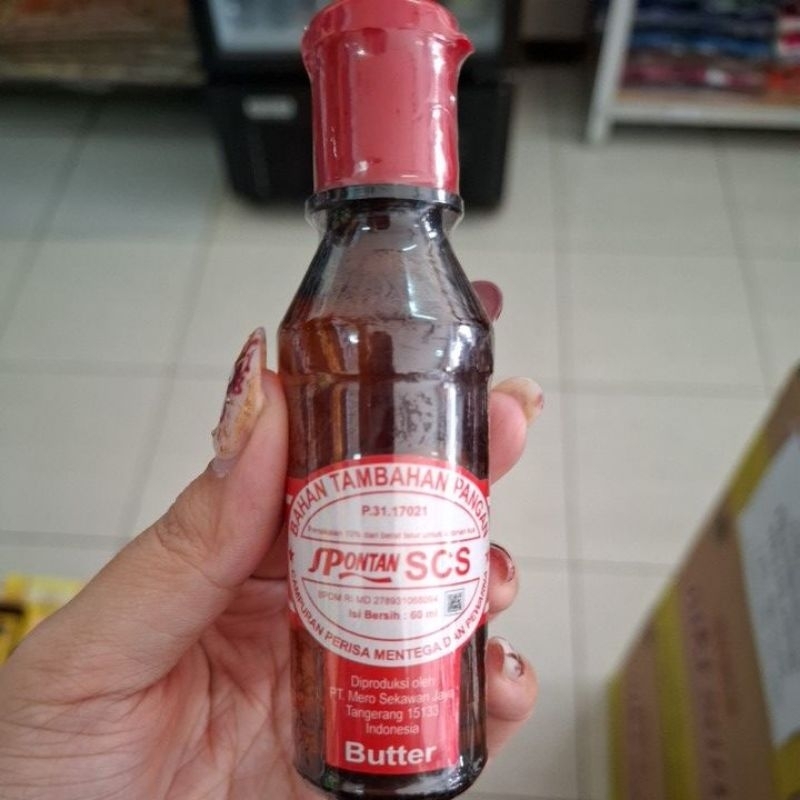 BAHAN TAMBAHAN PANGAN
P.31.17021
SPONTAN SCS
BPOM RI MD 278931068094
Isi Bersih : 60 ml
CAMPURAN PERISA MENTEGA DAN PEWARNA
Diproduksi oleh
PT. Mero Sekawan Jaya
Tangerang 15133
Indonesia
Butter